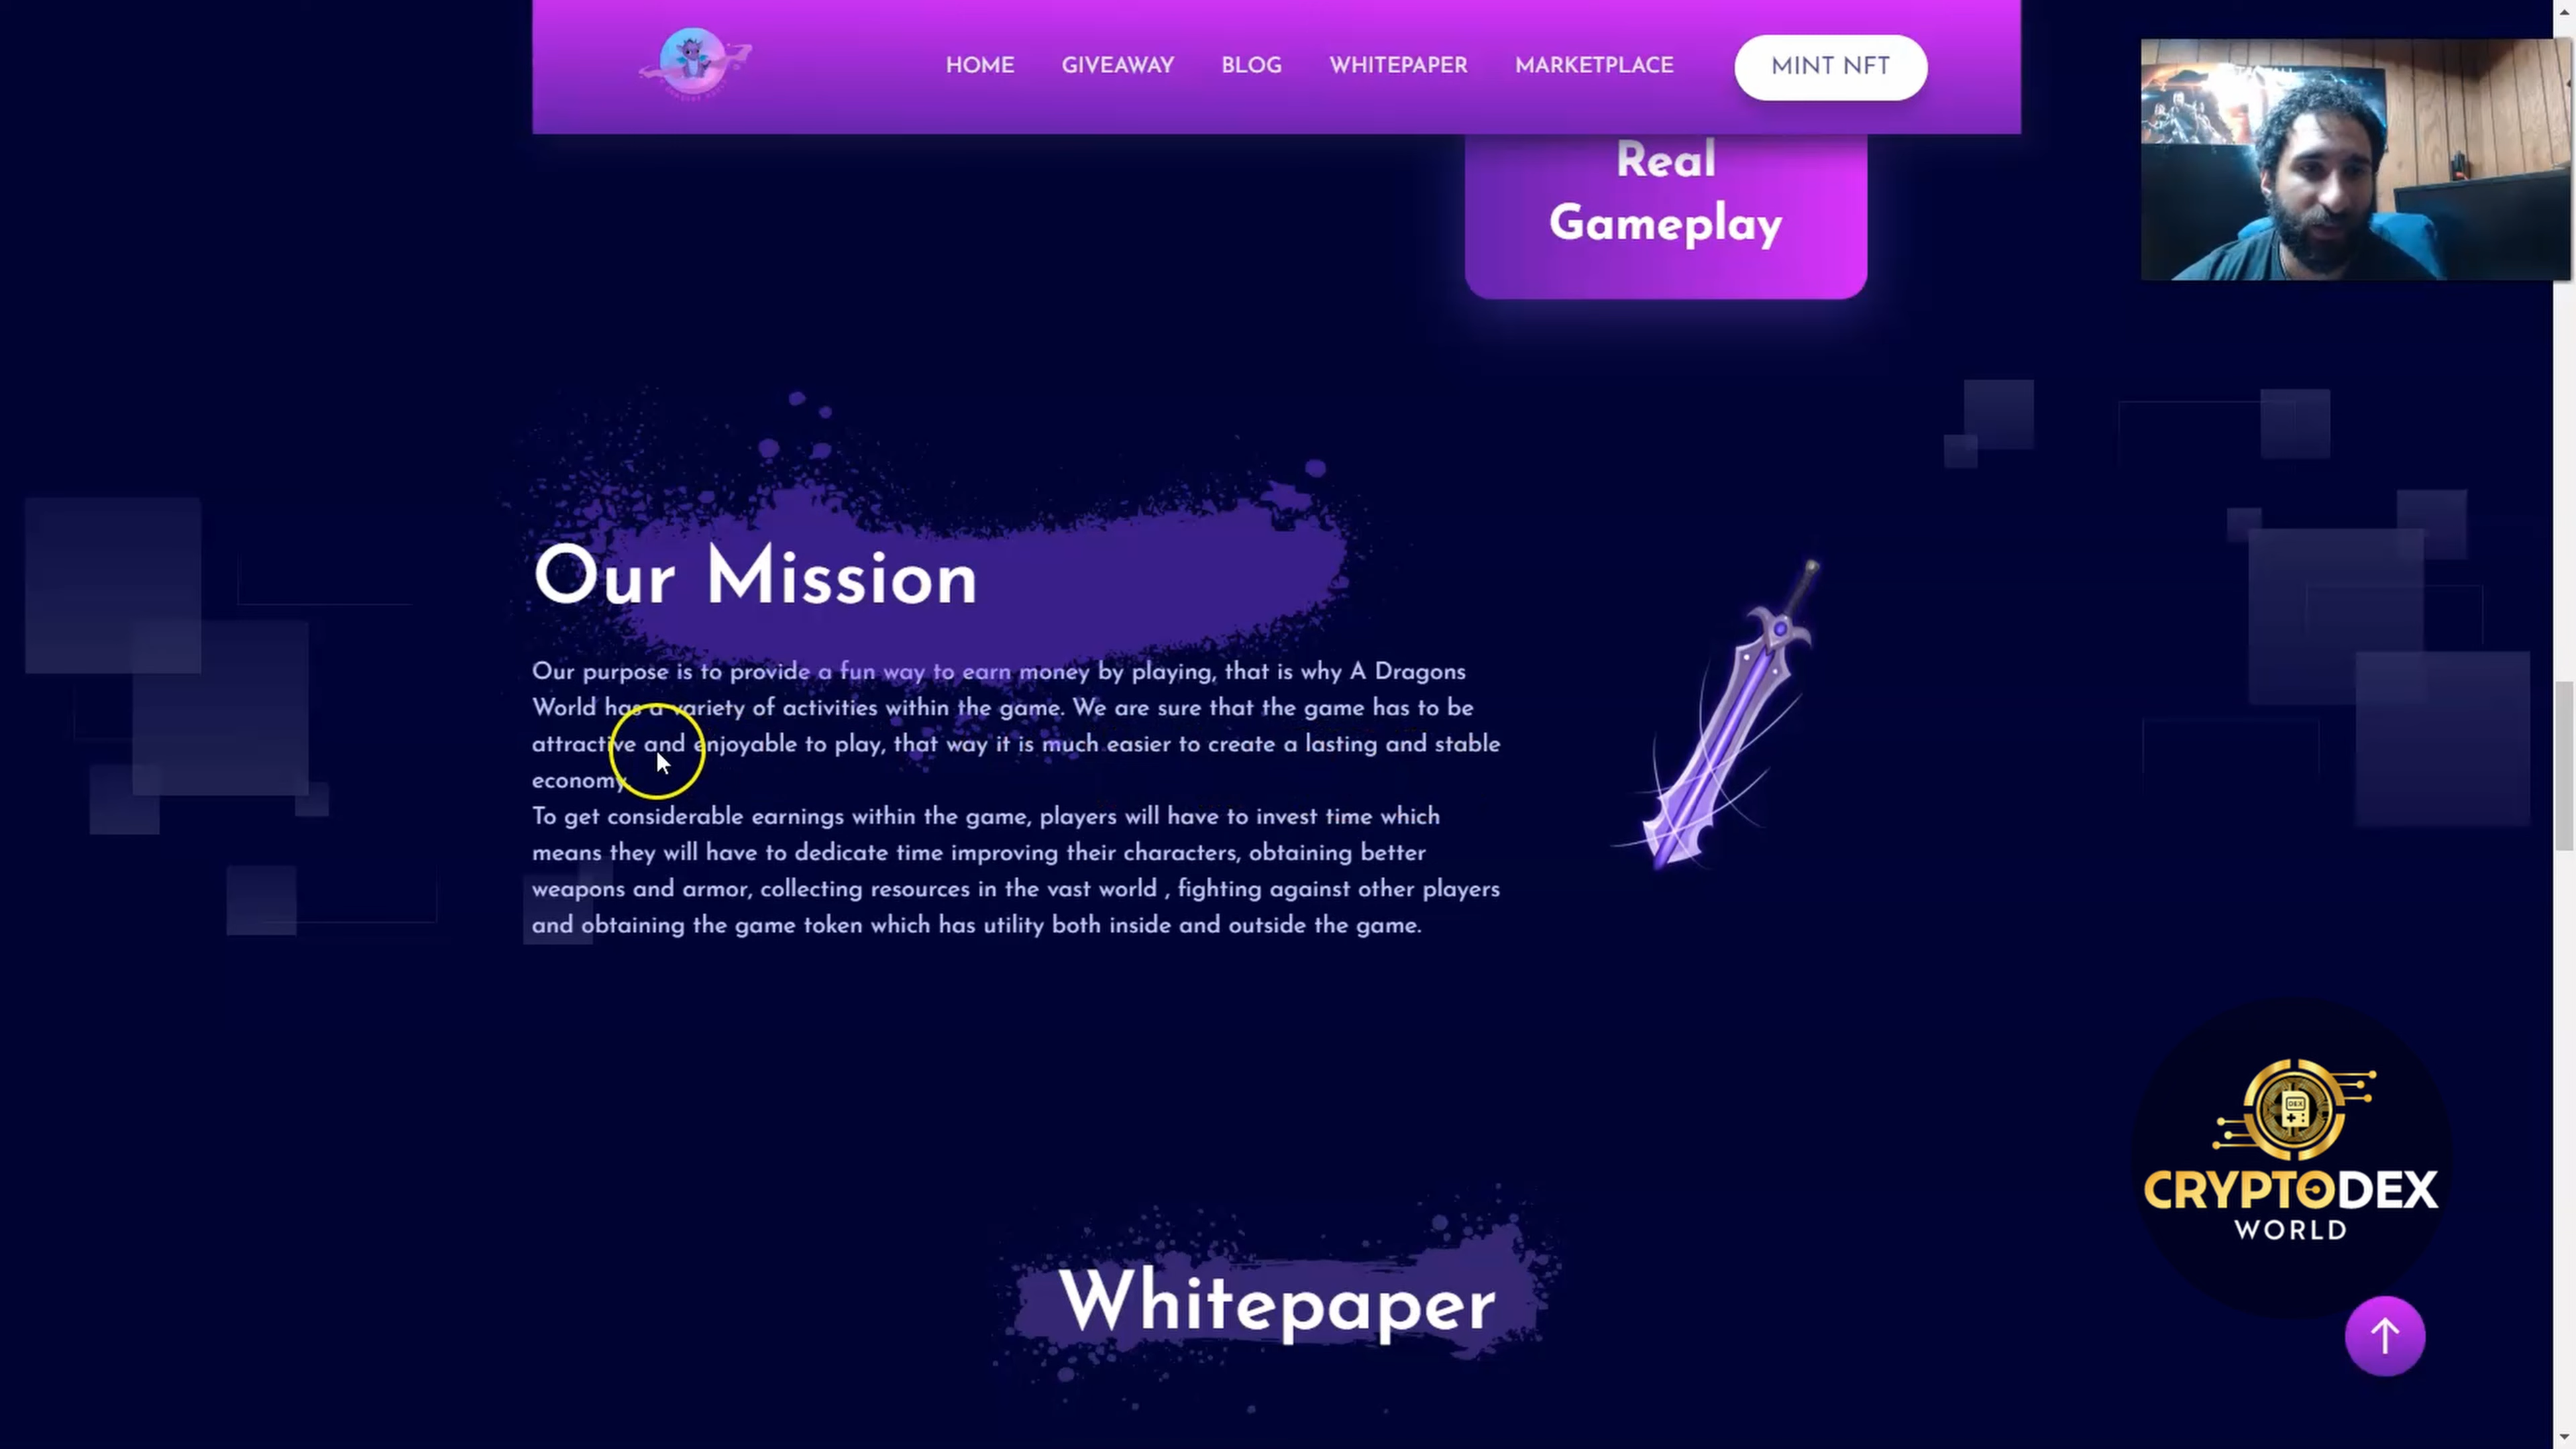 HOME GIVEAWAY BLOG WHITEPAPER MARKETPLACE MINT NFT
Real
Gameplay
Our Mission
Our purpose is to provide a fun way to earn money by playing, that is why A Dragons
World has a variety of activities within the game. We are sure that the game has to be
attractive and enjoyable to play, that way it is much easier to create a lasting and stable
economy.
To get considerable earnings within the game, players will have to invest time which
means they will have to dedicate time improving their characters, obtaining better
weapons and armor, collecting resources in the vast world , fighting against other players
and obtaining the game token which has utility both inside and outside the game.
DEX
CRYPTODEX
WORLD
Whitepaper